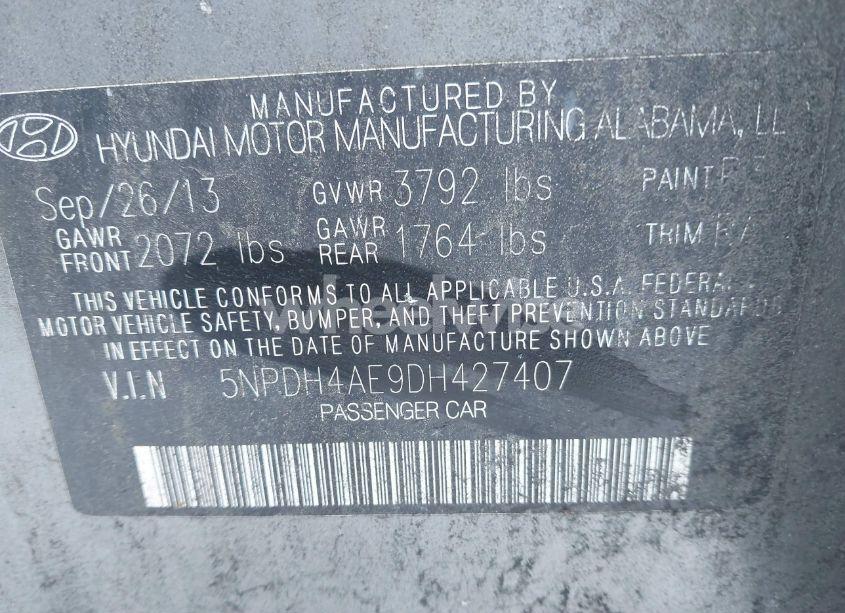 MANUFACTURED BY
HYUNDAI MOTOR MANUFACTURING ALABAMA, LL
Sep/26/13 GVWR 3792 lbs PAINT
GAWR FRONT 2072 lbs GAWR REAR 1764 lbs TRIM
THIS VEHICLE CONFORMS TO ALL APPLICABLE U.S.A. FEDERAL
MOTOR VEHICLE SAFETY, BUMPER, AND THEFT PREVENTION STANDARDS
IN EFFECT ON THE DATE OF MANUFACTURE SHOWN ABOVE
V.I.N 5NPDH4AE9DH427407
PASSENGER CAR